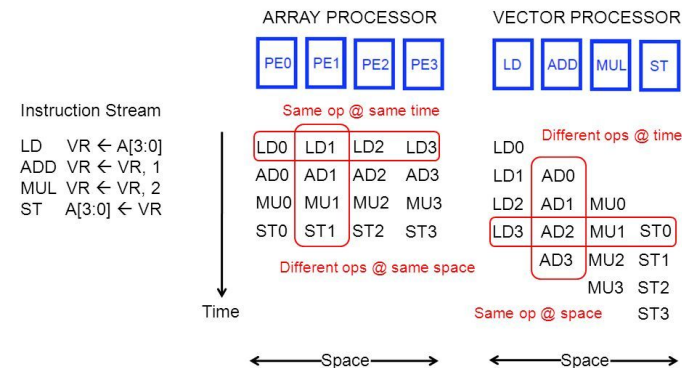 ARRAY PROCESSOR
VECTOR PROCESSOR
PE0 PE1 PE2 PE3
LD ADD MUL ST
Instruction Stream
LD VR ← A[3:0]
ADD VR ← VR, 1
MUL VR ← VR, 2
ST A[3:0] ← VR
Time
Same op @ same time
LD0 LD1 LD2 LD3
AD0 AD1 AD2 AD3
MU0 MU1 MU2 MU3
ST0 ST1 ST2 ST3
Different ops @ same space
Space
Different ops @ time
LD0
LD1 AD0
LD2 AD1 MU0
LD3 AD2 MU1 ST0
AD3 MU2 ST1
MU3 ST2
Same op @ space
ST3
Space